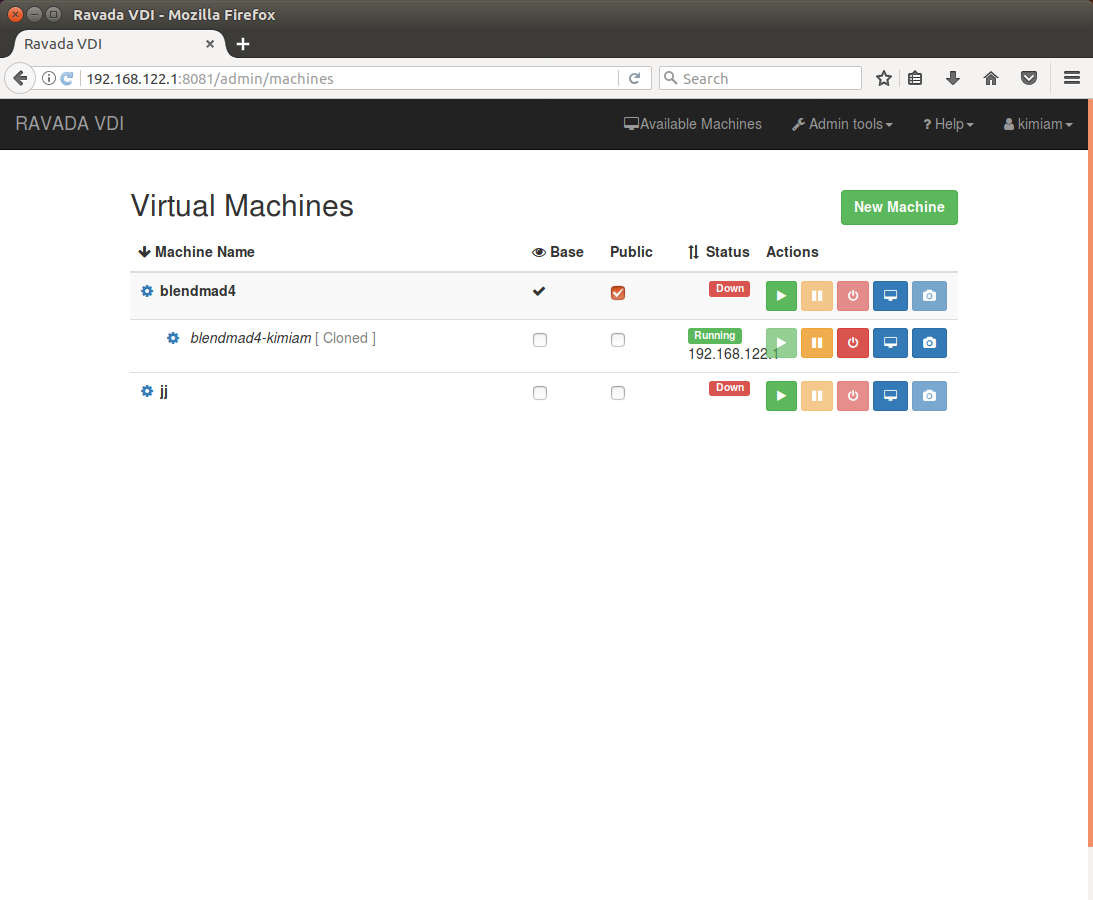 Ravada VDI - Mozilla Firefox
Ravada VDI
192.168.122.1:8081/admin/machines
Search
RAVADA VDI
Available Machines
Admin tools
? Help
kimiam
Virtual Machines
New Machine
Machine Name Base Public Status Actions
blendmad4 Down
blendmad4-kimiam [ Cloned ] Running
192.168.122.1
jj Down